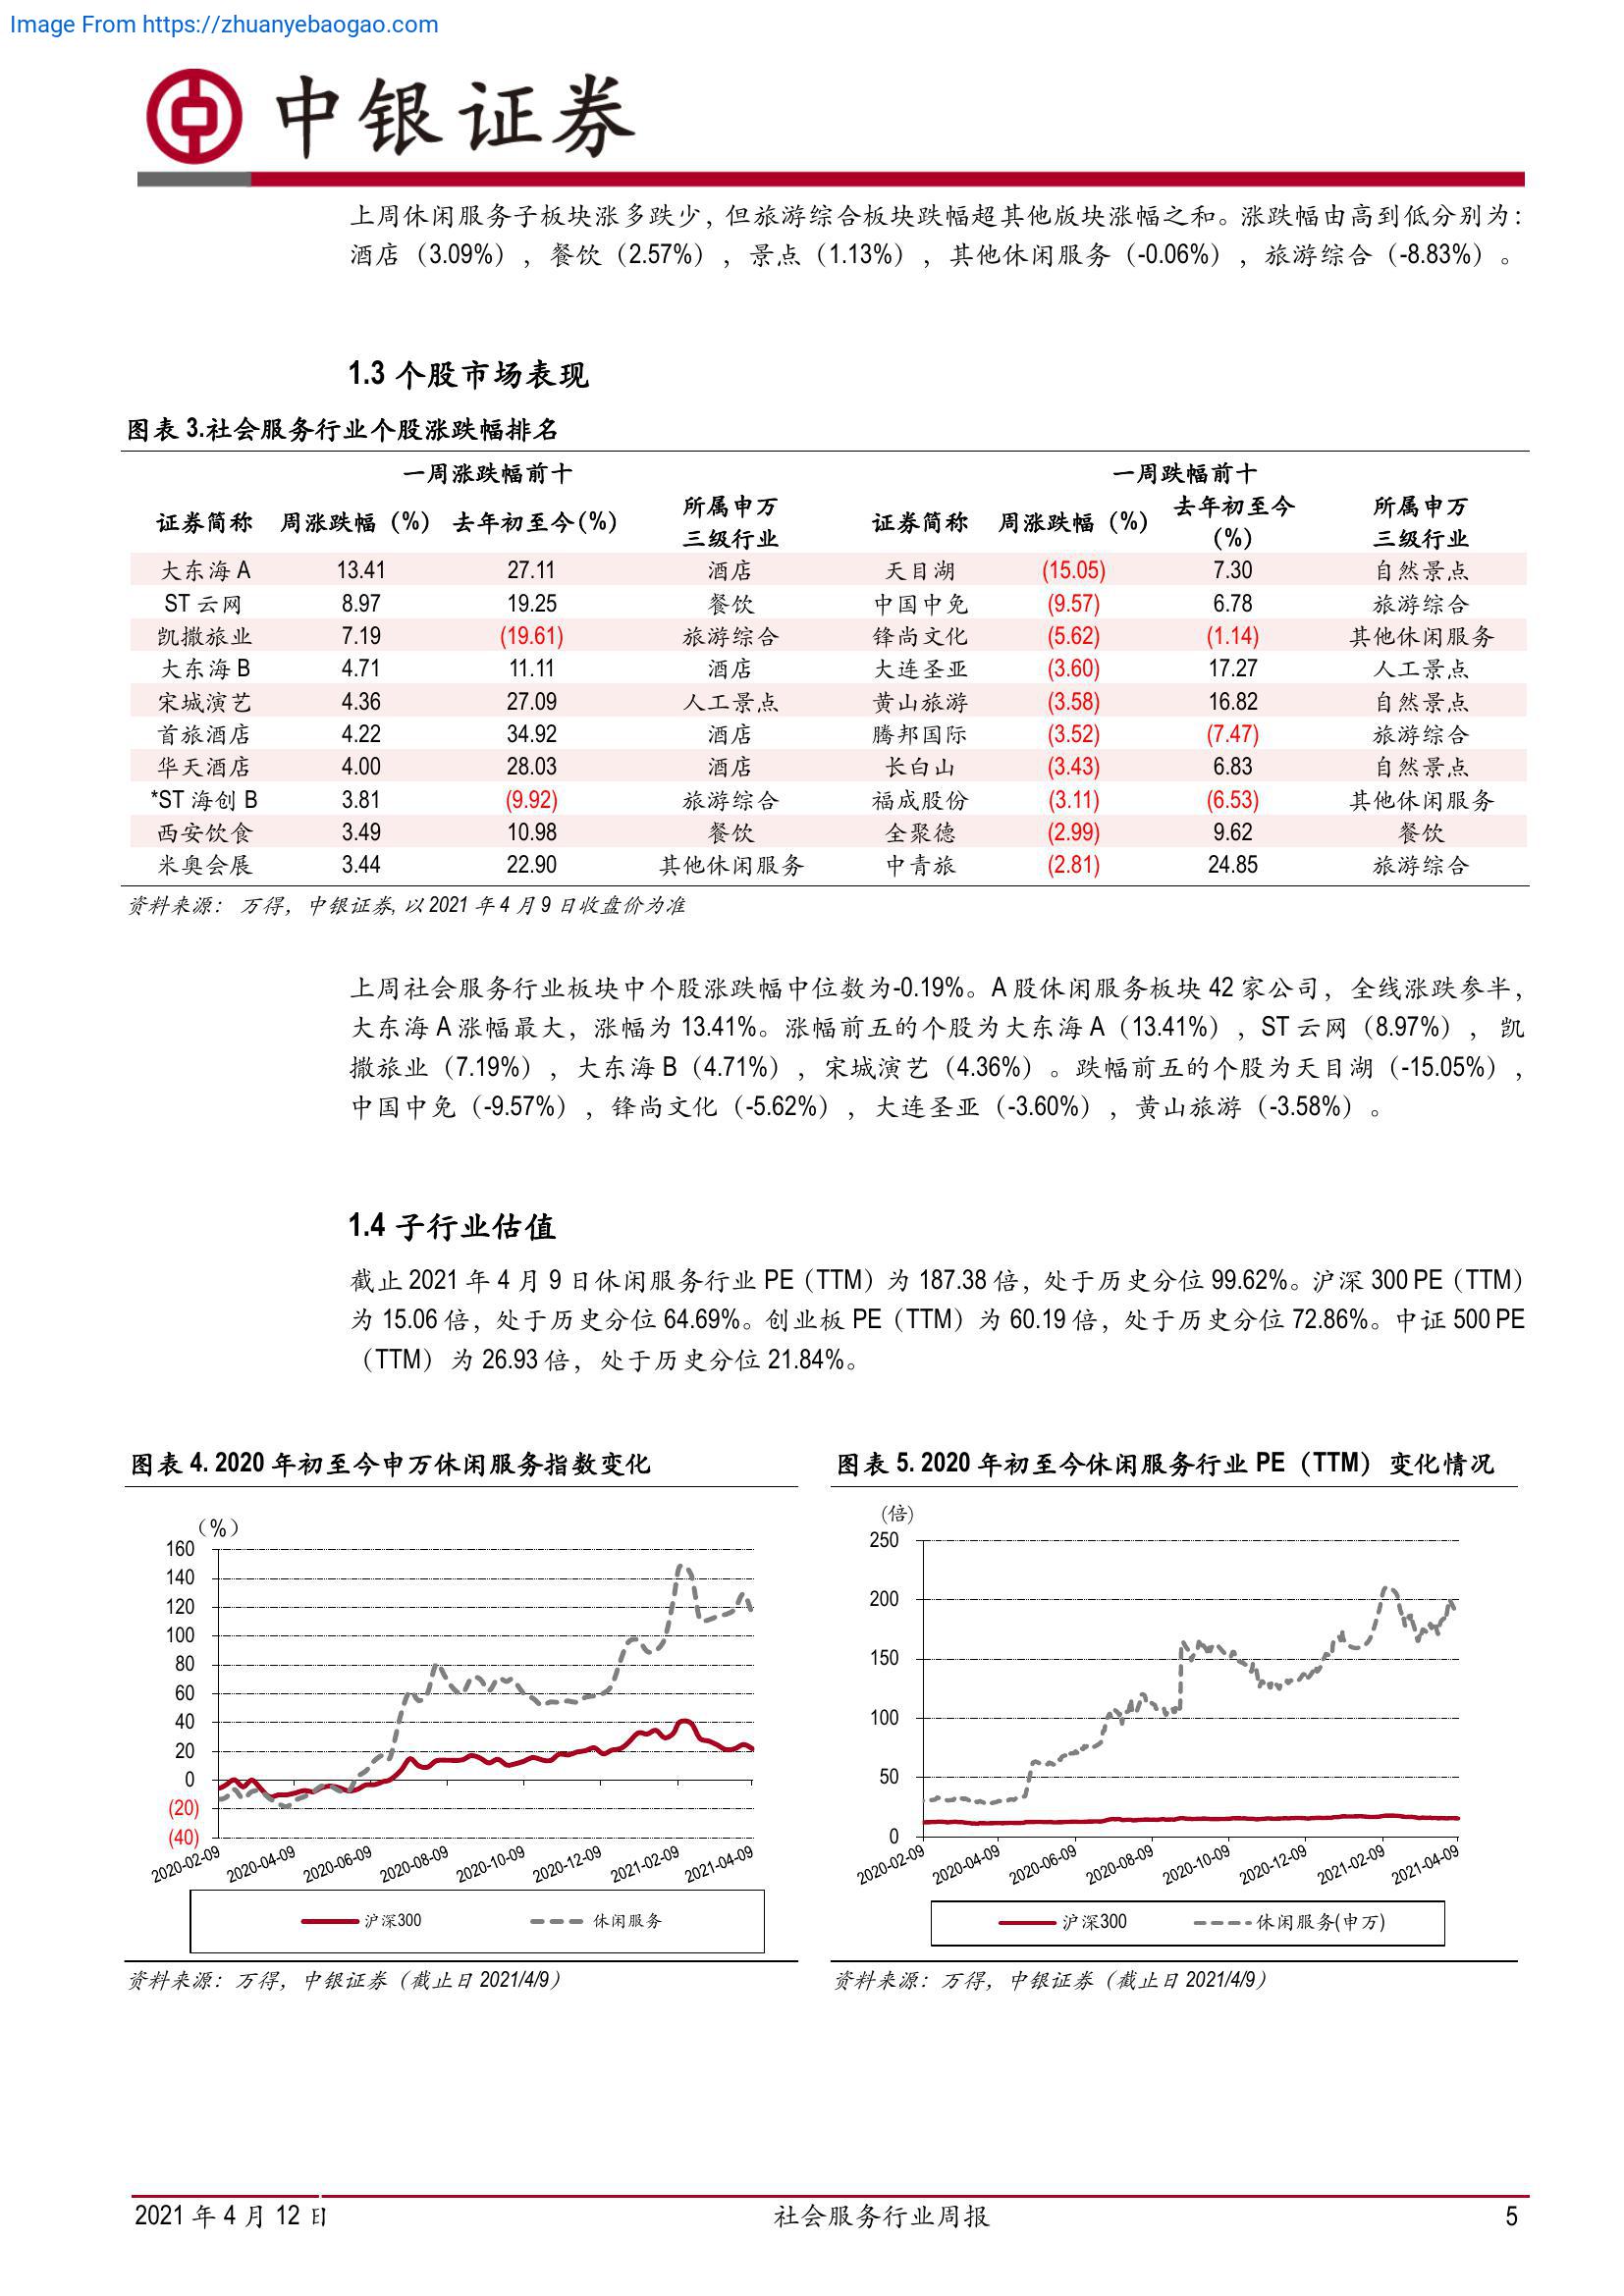 Image From https://zhuanyebaogao.com
中银证券
上周休闲服务子板块涨多跌少，但旅游综合板块跌幅超其他版块涨幅之和。涨跌幅由高到低分别为：
酒店（3.09%），餐饮（2.57%），景点（1.13%），其他休闲服务（-0.06%），旅游综合（-8.83%）。
1.3 个股市场表现
图表 3.社会服务行业个股涨跌幅排名
一周涨跌幅前十 一周跌幅前十
证券简称 周涨跌幅（%） 去年初至今(%) 所属申万三级行业 证券简称 周涨跌幅（%） 去年初至今(%) 所属申万三级行业
大东海 A 13.41 27.11 酒店 天目湖 (15.05) 7.30 自然景点
ST 云网 8.97 19.25 餐饮 中国中免 (9.57) 6.78 旅游综合
凯撒旅业 7.19 (19.61) 旅游综合 锋尚文化 (5.62) (1.14) 其他休闲服务
大东海 B 4.71 11.11 酒店 大连圣亚 (3.60) 17.27 人工景点
宋城演艺 4.36 27.09 人工景点 黄山旅游 (3.58) 16.82 自然景点
首旅酒店 4.22 34.92 酒店 腾邦国际 (3.52) (7.47) 旅游综合
华天酒店 4.00 28.03 酒店 长白山 (3.43) 6.83 自然景点
*ST 海创 B 3.81 (9.92) 旅游综合 福成股份 (3.11) (6.53) 其他休闲服务
西安饮食 3.49 10.98 餐饮 全聚德 (2.99) 9.62 餐饮
米奥会展 3.44 22.90 其他休闲服务 中青旅 (2.81) 24.85 旅游综合
资料来源： 万得，中银证券, 以 2021 年 4 月 9 日收盘价为准
上周社会服务行业板块中个股涨跌幅中位数为-0.19%。A 股休闲服务板块 42 家公司，全线涨跌参半，
大东海 A 涨幅最大，涨幅为 13.41%。涨幅前五的个股为大东海 A（13.41%），ST 云网（8.97%），凯
撒旅业（7.19%），大东海 B（4.71%），宋城演艺（4.36%）。跌幅前五的个股为天目湖（-15.05%），
中国中免（-9.57%），锋尚文化（-5.62%），大连圣亚（-3.60%），黄山旅游（-3.58%）。
1.4 子行业估值
截止 2021 年 4 月 9 日休闲服务行业 PE（TTM）为 187.38 倍，处于历史分位 99.62%。沪深 300 PE（TTM）
为 15.06 倍，处于历史分位 64.69%。创业板 PE（TTM）为 60.19 倍，处于历史分位 72.86%。中证 500 PE
（TTM）为 26.93 倍，处于历史分位 21.84%。
图表 4. 2020 年初至今申万休闲服务指数变化
（%）
160
140
120
100
80
60
40
20
0
(20)
(40)
2020-02-09 2020-04-09 2020-06-09 2020-08-09 2020-10-09 2020-12-09 2021-02-09 2021-04-09
沪深300 休闲服务
资料来源：万得，中银证券（截止日 2021/4/9）
图表 5. 2020 年初至今休闲服务行业 PE（TTM）变化情况
(倍)
250
200
150
100
50
0
2020-02-09 2020-04-09 2020-06-09 2020-08-09 2020-10-09 2020-12-09 2021-02-09 2021-04-09
沪深300 休闲服务(申万)
资料来源：万得，中银证券（截止日 2021/4/9）
2021 年 4 月 12 日 社会服务行业周报 5